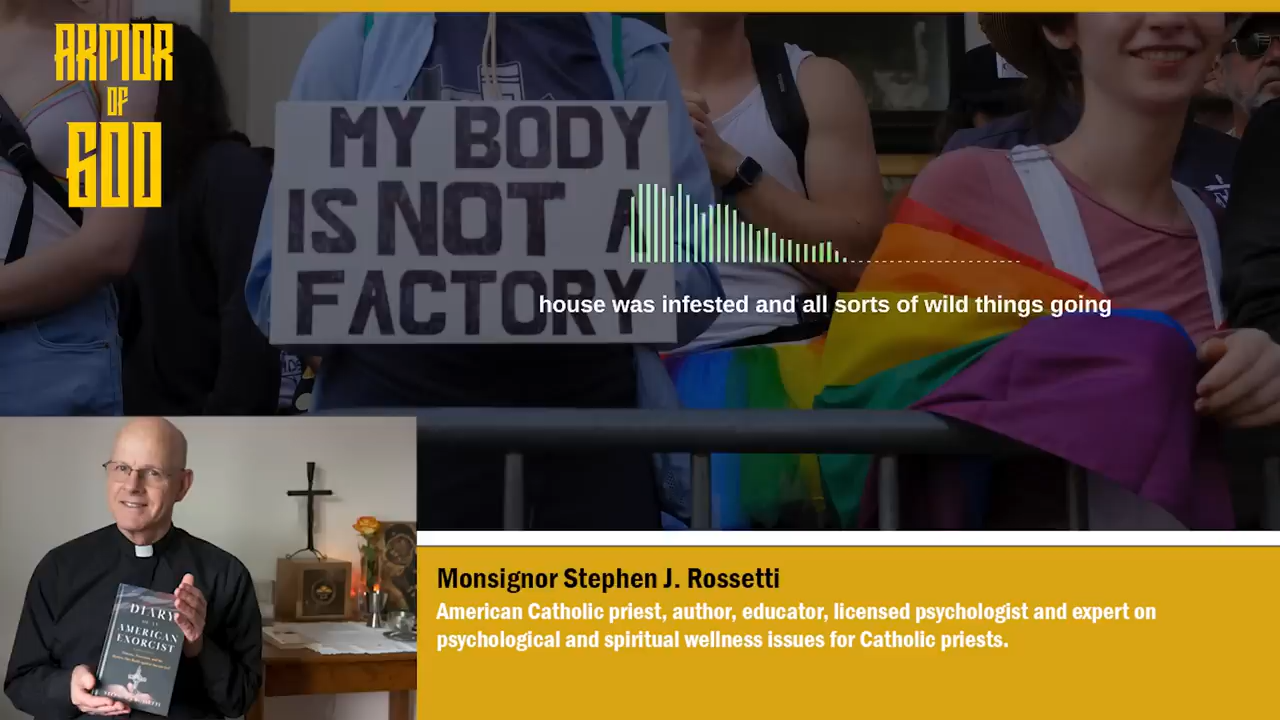 ARMOR
OF
GOD
MY BODY
IS NOT A
FACTORY
house was infested and all sorts of wild things going
DIARY
AMERICAN
EXORCIST
Monsignor Stephen J. Rossetti
American Catholic priest, author, educator, licensed psychologist and expert on
psychological and spiritual wellness issues for Catholic priests.